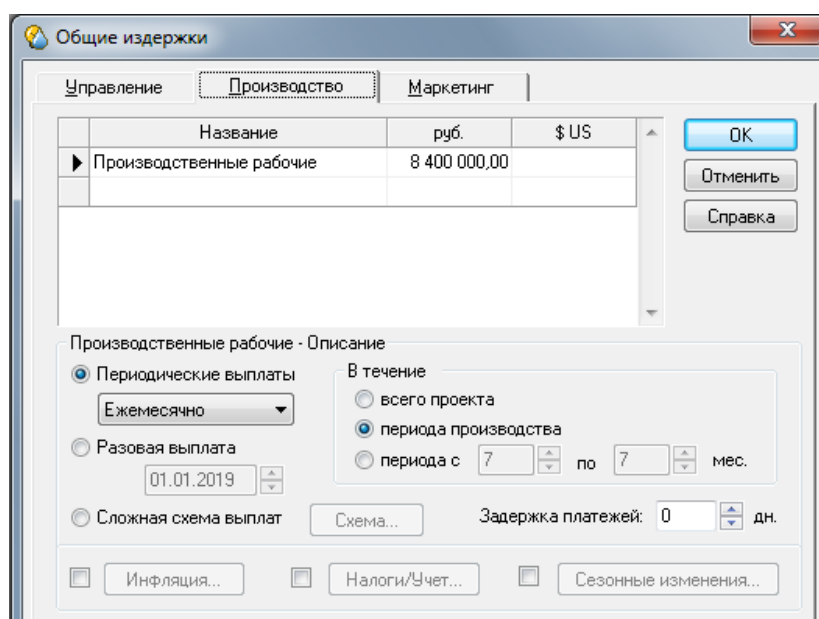 Общие издержки
Управление Производство Маркетинг
Название руб. $ US
Производственные рабочие 8 400 000,00
OK
Отменить
Справка
Производственные рабочие - Описание
Периодические выплаты
Ежемесячно
Разовая выплата
01.01.2019
Сложная схема выплат Схема...
В течение
всего проекта
периода производства
периода с 7 по 7 мес.
Задержка платежей: 0 дн.
Инфляция... Налоги/Учет... Сезонные изменения...